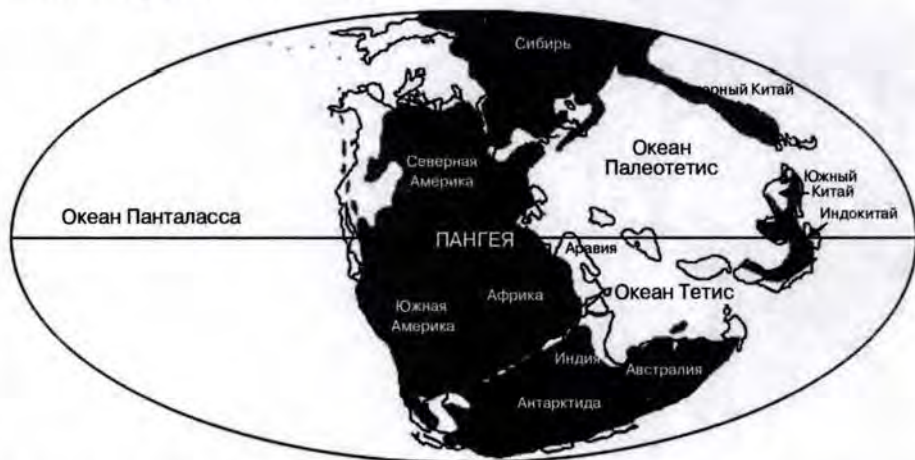 Сибирь
Китай
Океан
Палеотетис
Северная
Америка
Южный
Китай
Индокитай
Океан Панталасса
ПАНГЕЯ
Аравия
Африка
Океан Тетис
Южная
Америка
Индия
Австралия
Антарктида